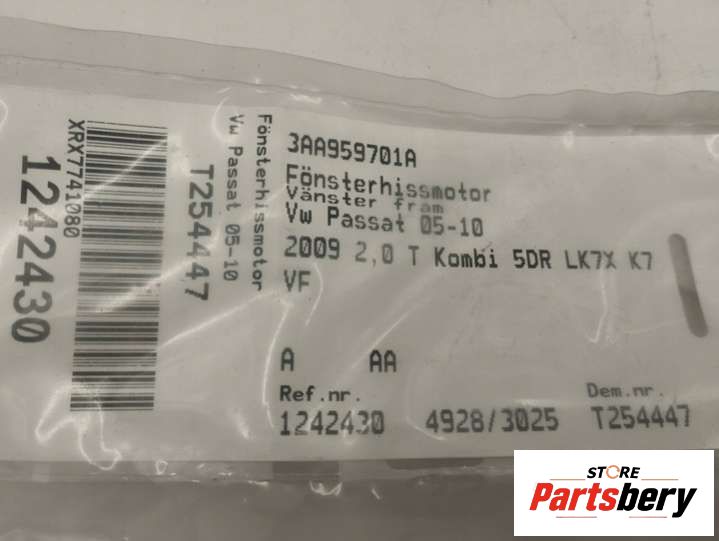 XRX7741080
1242430
T254447
Vw Passat 05-10
Fönsterhissmotor
3AA959701A
Fönsterhissmotor
Vänster fram
Vw Passat 05-10
2009 2,0 T Kombi 5DR LK7X K7
VF
A AA
Ref.nr. Dem.nr.
1242430 4928/3025 T254447
STORE
Partsbery